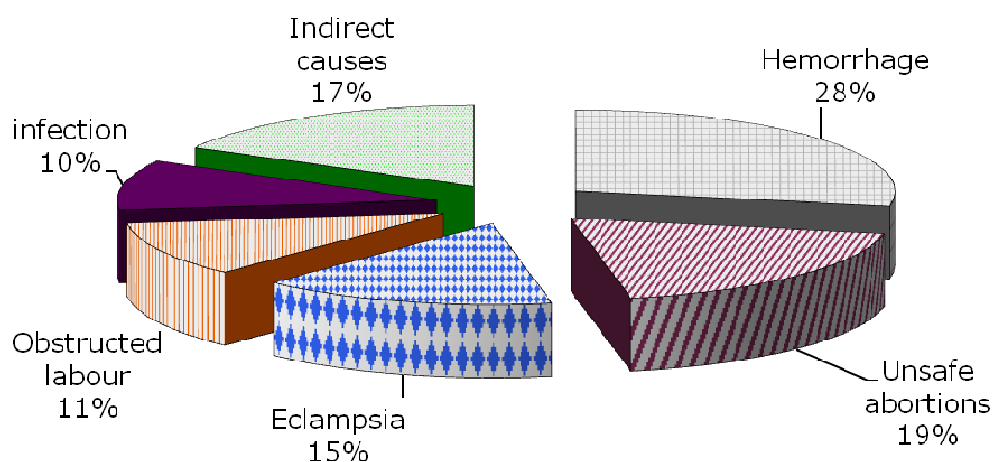 Indirect
causes
17%
Hemorrhage
28%
infection
10%
Obstructed
labour
11%
Eclampsia
15%
Unsafe
abortions
19%